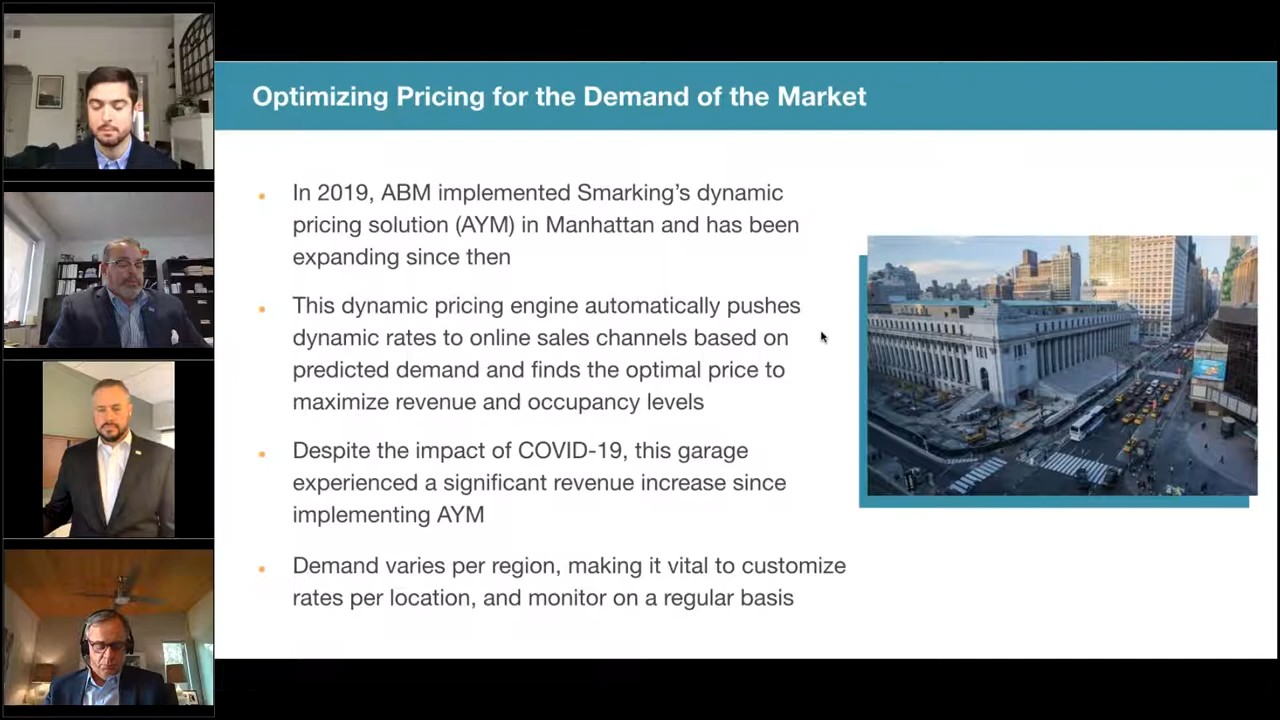 Optimizing Pricing for the Demand of the Market
In 2019, ABM implemented Smarking's dynamic
pricing solution (AYM) in Manhattan and has been
expanding since then
This dynamic pricing engine automatically pushes
dynamic rates to online sales channels based on
predicted demand and finds the optimal price to
maximize revenue and occupancy levels
Despite the impact of COVID-19, this garage
experienced a significant revenue increase since
implementing AYM
Demand varies per region, making it vital to customize
rates per location, and monitor on a regular basis